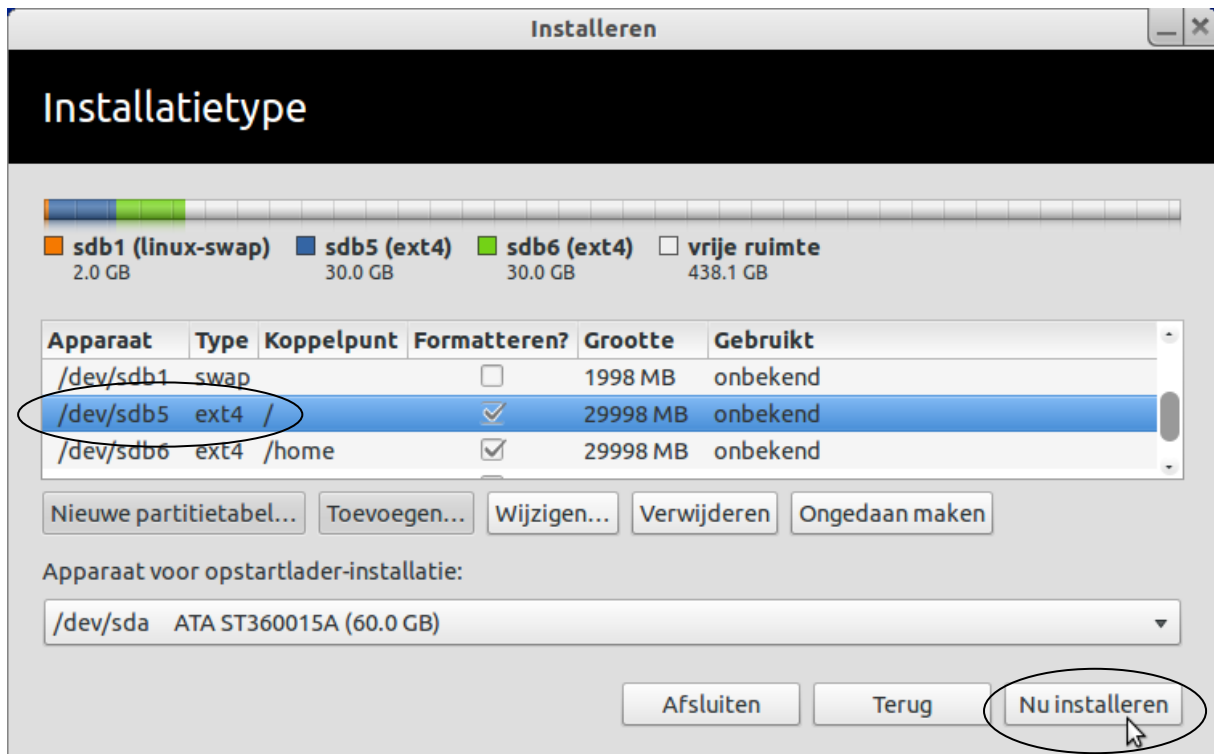 Installeren
Installatietype
sdb1 (linux-swap) sdb5 (ext4) sdb6 (ext4) vrije ruimte
2.0 GB 30.0 GB 30.0 GB 438.1 GB
Apparaat Type Koppelpunt Formatteren? Grootte Gebruikt
/dev/sdb1 swap 1998 MB onbekend
/dev/sdb5 ext4 / 29998 MB onbekend
/dev/sdb6 ext4 /home 29998 MB onbekend
Nieuwe partitietabel... Toevoegen... Wijzigen... Verwijderen Ongedaan maken
Apparaat voor opstartlader-installatie:
/dev/sda ATA ST360015A (60.0 GB)
Afsluiten Terug Nu installeren